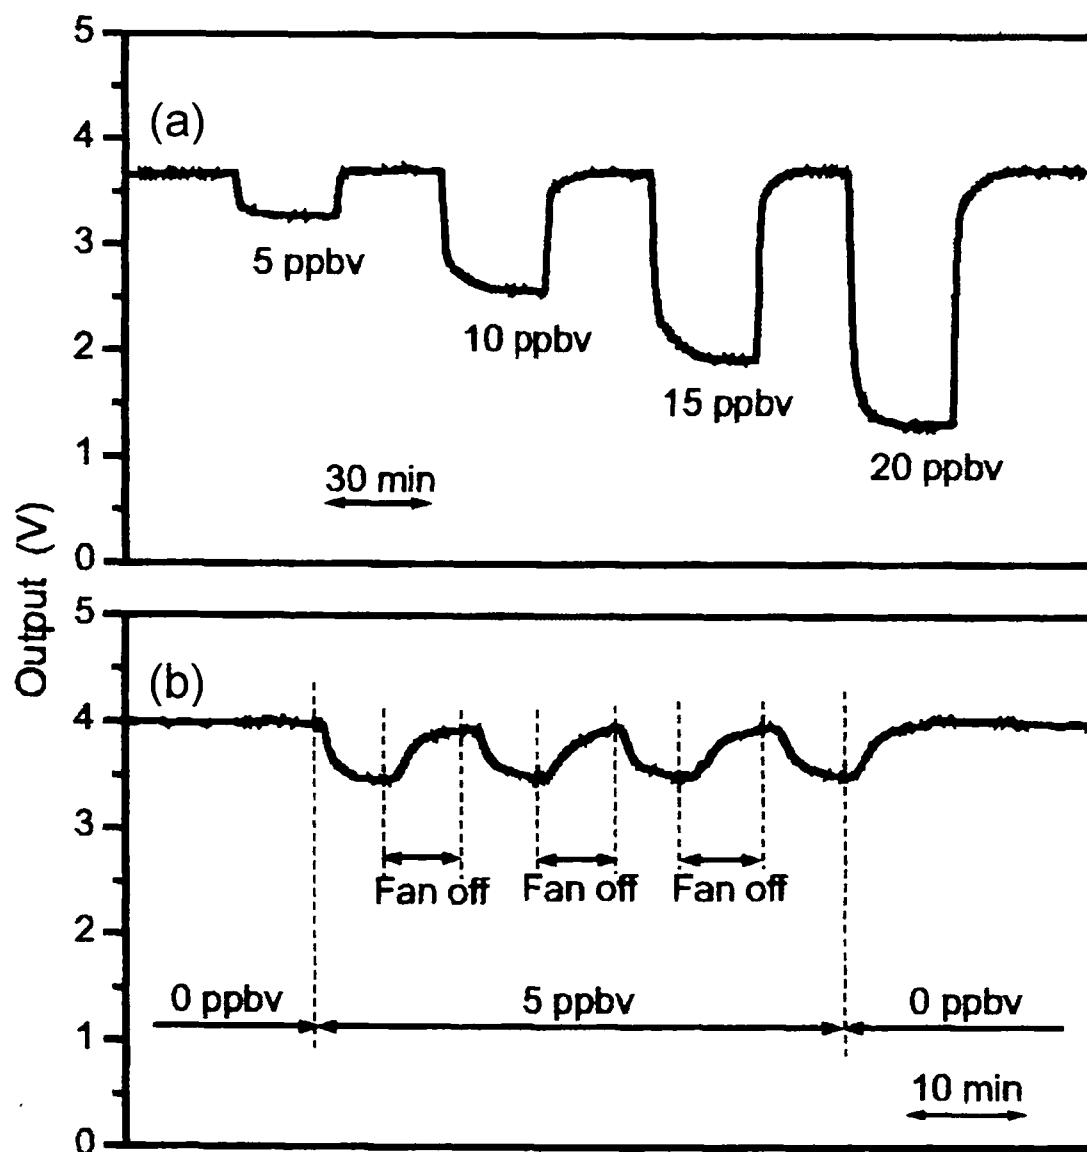 5
(a)
4
3
5 ppbv
10 ppbv
2
15 ppbv
1
20 ppbv
30 min
0
Output (V)
5
(b)
4
3
Fan off Fan off Fan off
2
0 ppbv 5 ppbv 0 ppbv
1
10 min
0